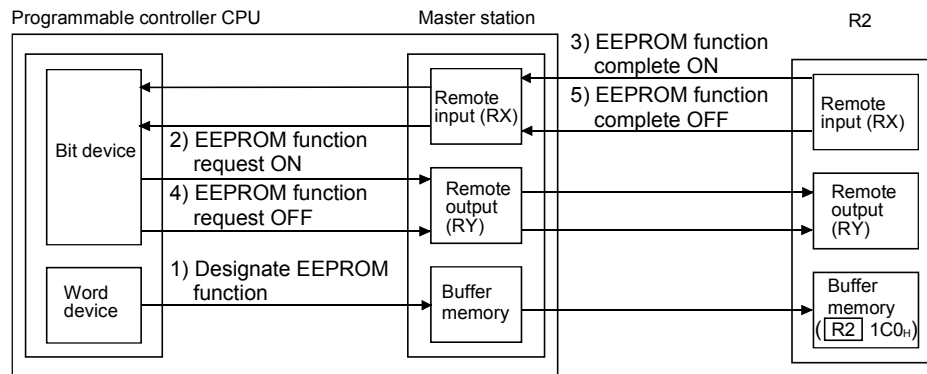 Programmable controller CPU
Master station
R2
3) EEPROM function
complete ON
5) EEPROM function
complete OFF
Bit device
Remote
input (RX)
Remote
input (RX)
2) EEPROM function
request ON
4) EEPROM function
request OFF
Remote
output
(RY)
Remote
output
(RY)
1) Designate EEPROM
function
Word
device
Buffer
memory
Buffer
memory
( R2 1C0H)